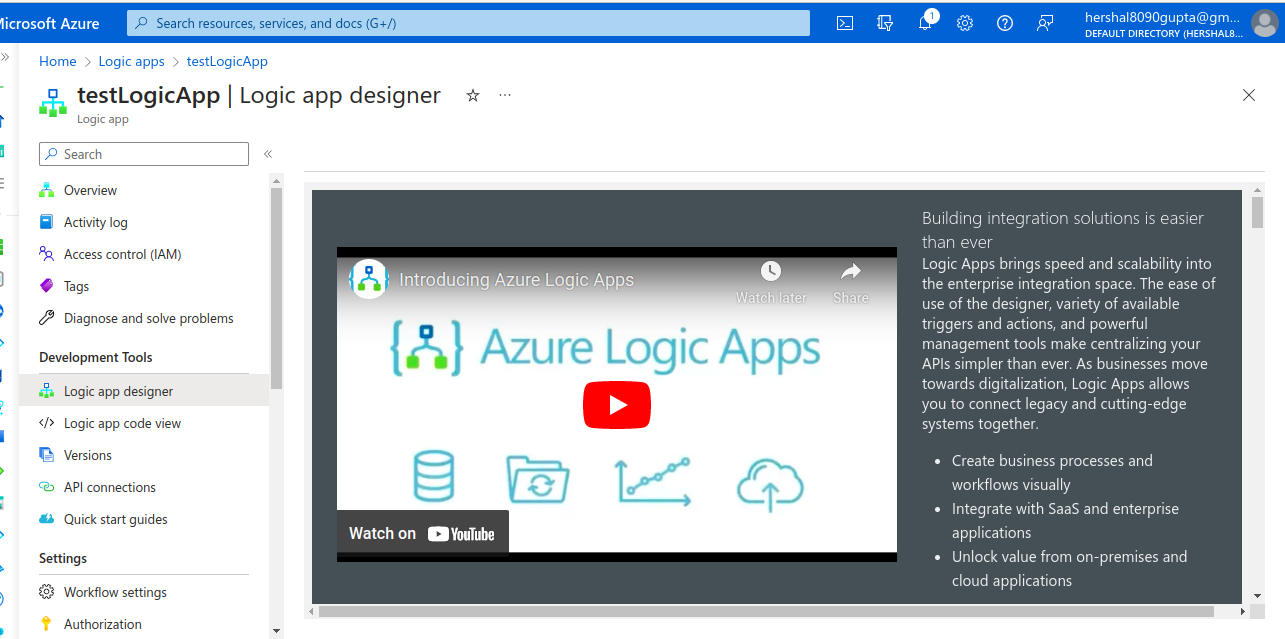 Microsoft Azure
Search resources, services, and docs (G+/)
1
hershal8090gupta@gm...
DEFAULT DIRECTORY (HERSHAL8...
Home > Logic apps > testLogicApp
testLogicApp | Logic app designer
Logic app
Search
Overview
Activity log
Access control (IAM)
Tags
Diagnose and solve problems
Development Tools
Logic app designer
Logic app code view
Versions
API connections
Quick start guides
Settings
Workflow settings
Authorization
Introducing Azure Logic Apps
Watch later
Share
Azure Logic Apps
Watch on YouTube
Building integration solutions is easier
than ever
Logic Apps brings speed and scalability into
the enterprise integration space. The ease of
use of the designer, variety of available
triggers and actions, and powerful
management tools make centralizing your
APIs simpler than ever. As businesses move
towards digitalization, Logic Apps allows
you to connect legacy and cutting-edge
systems together.
• Create business processes and
workflows visually
• Integrate with SaaS and enterprise
applications
• Unlock value from on-premises and
cloud applications